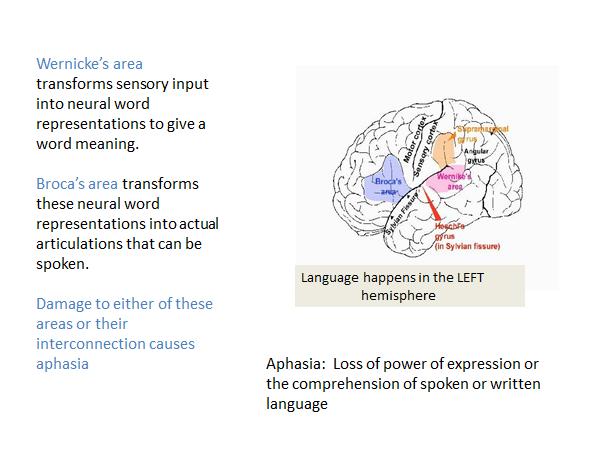 Wernicke's area
transforms sensory input
into neural word
representations to give a
word meaning.
Broca's area transforms
these neural word
representations into actual
articulations that can be
spoken.
Damage to either of these
areas or their
interconnection causes
aphasia
Motor cortex
Sensory cortex
Supramarginal
gyrus
Angular
gyrus
Broca's
area
Wernike's
area
Sylvian Fissure
Heschl's
gyrus
(in Sylvian fissure)
Language happens in the LEFT
hemisphere
Aphasia: Loss of power of expression or
the comprehension of spoken or written
language